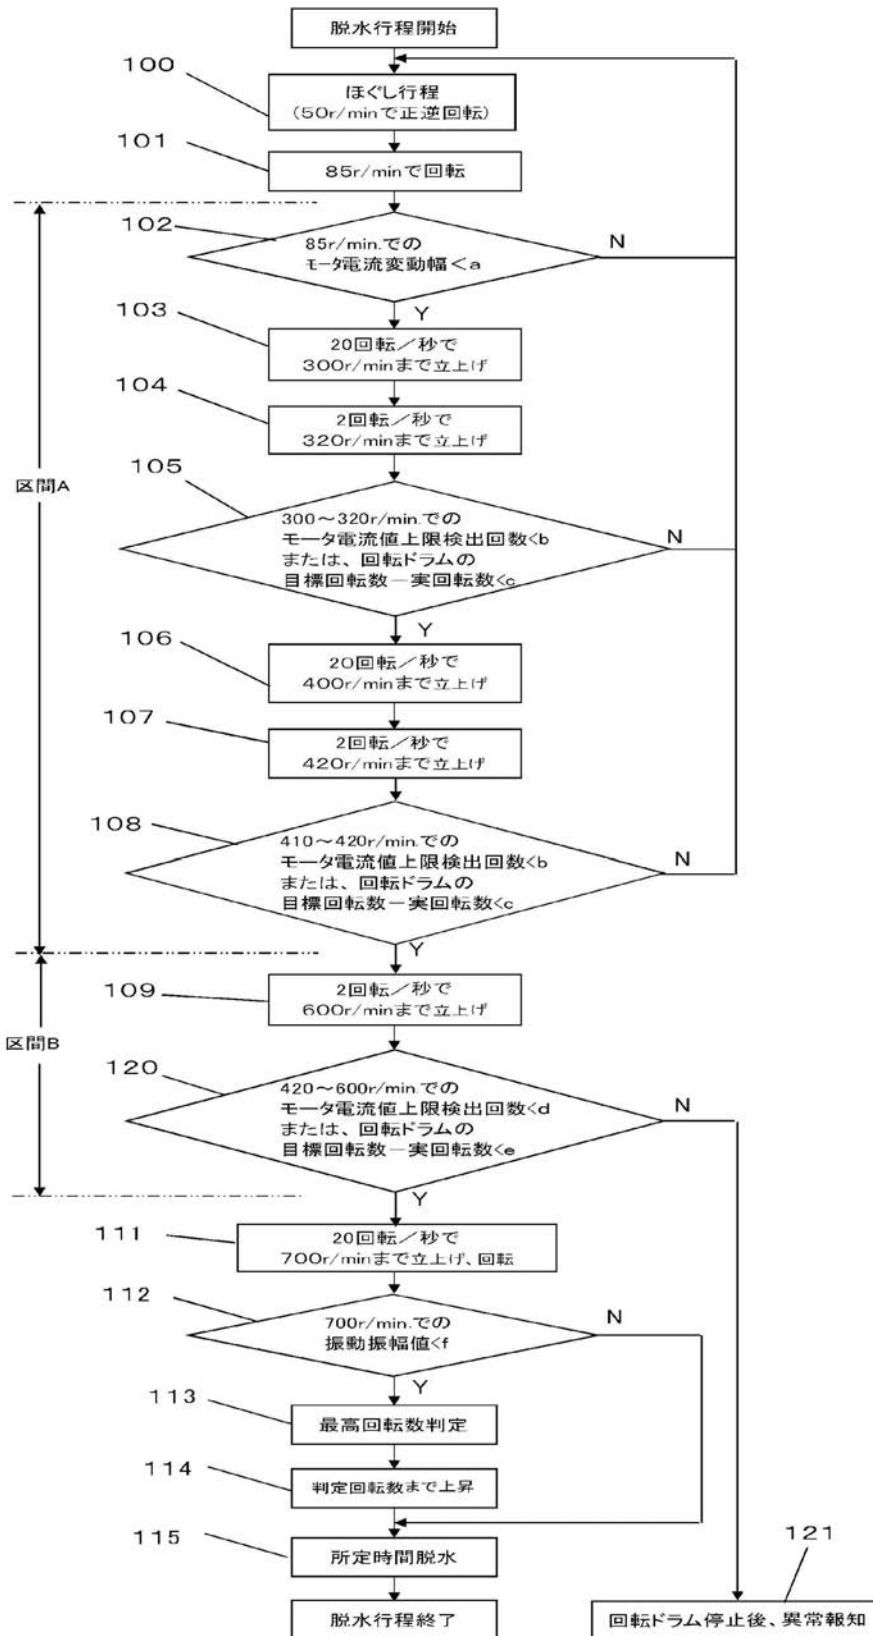 脱水行程開始
100
ほぐし行程
(50r/minで正逆回転)
101
85r/minで回転
102
85r/min.での
モータ電流変動幅<a
N
Y
103
20回転/秒で
300r/minまで立上げ
104
2回転/秒で
320r/minまで立上げ
区間A
105
300～320r/min.での
モータ電流値上限検出回数<b
または、回転ドラムの
目標回転数－実回転数<c
N
Y
106
20回転/秒で
400r/minまで立上げ
107
2回転/秒で
420r/minまで立上げ
108
410～420r/min.での
モータ電流値上限検出回数<b
または、回転ドラムの
目標回転数－実回転数<c
N
Y
109
2回転/秒で
600r/minまで立上げ
区間B
120
420～600r/min.での
モータ電流値上限検出回数<d
または、回転ドラムの
目標回転数－実回転数<e
N
Y
111
20回転/秒で
700r/minまで立上げ、回転
112
700r/min.での
振動振幅値<f
N
Y
113
最高回転数判定
114
判定回転数まで上昇
115
所定時間脱水
121
脱水行程終了
回転ドラム停止後、異常報知